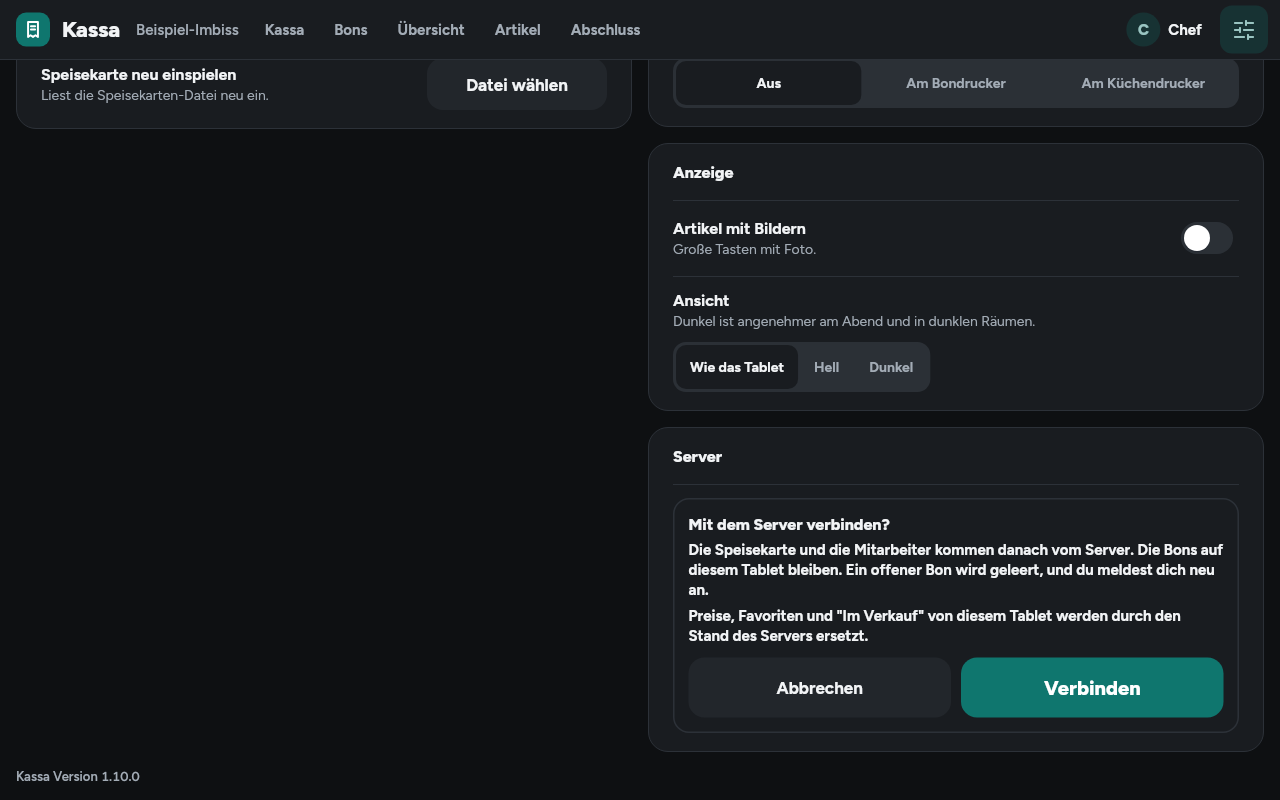 Kassa
Beispiel-Imbiss
Kassa
Bons
Übersicht
Artikel
Abschluss
C
Chef
Speisekarte neu einspielen
Liest die Speisekarten-Datei neu ein.
Datei wählen
Aus
Am Bondrucker
Am Küchendrucker
Anzeige
Artikel mit Bildern
Große Tasten mit Foto.
Ansicht
Dunkel ist angenehmer am Abend und in dunklen Räumen.
Wie das Tablet
Hell
Dunkel
Server
Mit dem Server verbinden?
Die Speisekarte und die Mitarbeiter kommen danach vom Server. Die Bons auf
diesem Tablet bleiben. Ein offener Bon wird geleert, und du meldest dich neu
an.
Preise, Favoriten und "Im Verkauf" von diesem Tablet werden durch den
Stand des Servers ersetzt.
Abbrechen
Verbinden
Kassa Version 1.10.0